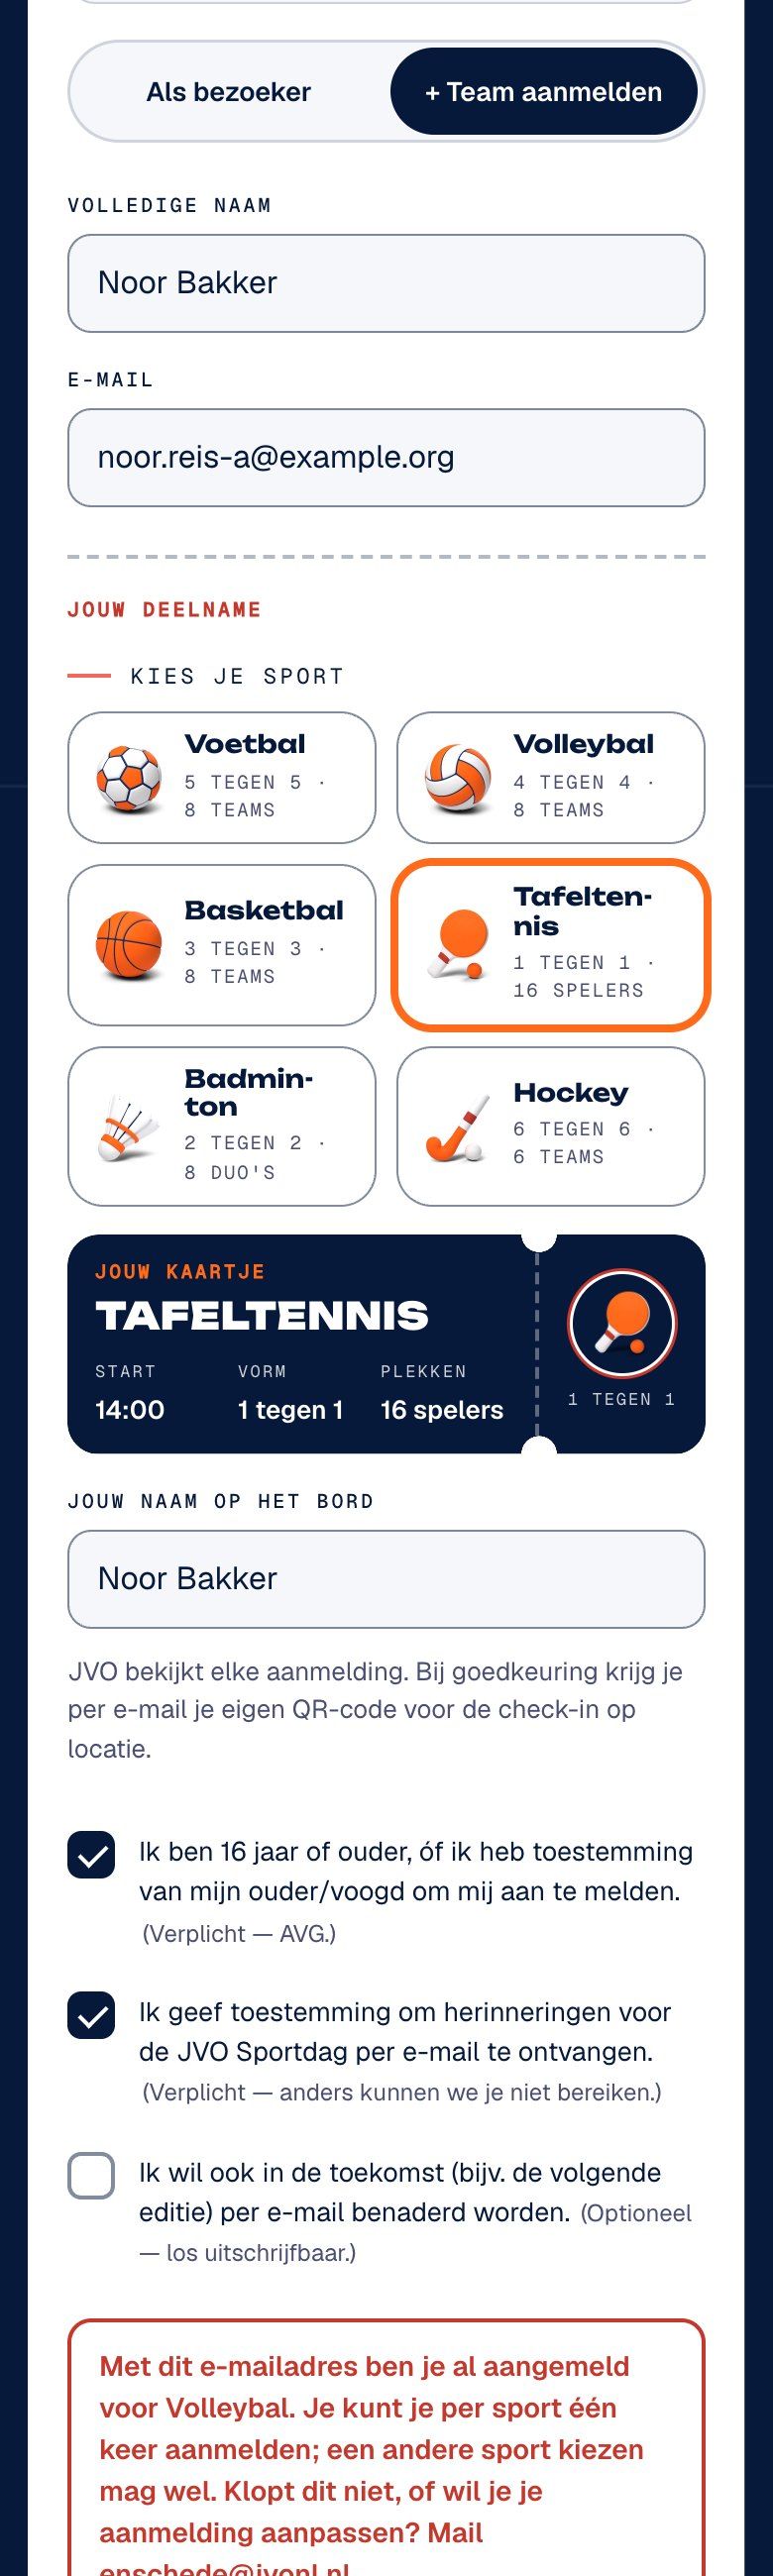 Als bezoeker
+ Team aanmelden
VOLLEDIGE NAAM
Noor Bakker
E-MAIL
noor.reis-a@example.org
JOUW DEELNAME
KIES JE SPORT
Voetbal
5 TEGEN 5 ·
8 TEAMS
Volleybal
4 TEGEN 4 ·
8 TEAMS
Basketbal
3 TEGEN 3 ·
8 TEAMS
Tafelten-
nis
1 TEGEN 1 ·
16 SPELERS
Badmin-
ton
2 TEGEN 2 ·
8 DUO'S
Hockey
6 TEGEN 6 ·
6 TEAMS
JOUW KAARTJE
TAFELTENNIS
START
14:00
VORM
1 tegen 1
PLEKKEN
16 spelers
1 TEGEN 1
JOUW NAAM OP HET BORD
Noor Bakker
JVO bekijkt elke aanmelding. Bij goedkeuring krijg je
per e-mail je eigen QR-code voor de check-in op
locatie.
Ik ben 16 jaar of ouder, óf ik heb toestemming
van mijn ouder/voogd om mij aan te melden.
(Verplicht — AVG.)
Ik geef toestemming om herinneringen voor
de JVO Sportdag per e-mail te ontvangen.
(Verplicht — anders kunnen we je niet bereiken.)
Ik wil ook in de toekomst (bijv. de volgende
editie) per e-mail benaderd worden. (Optioneel
— los uitschrijfbaar.)
Met dit e-mailadres ben je al aangemeld
voor Volleybal. Je kunt je per sport één
keer aanmelden; een andere sport kiezen
mag wel. Klopt dit niet, of wil je je
aanmelding aanpassen? Mail
enschede@jvonl.nl